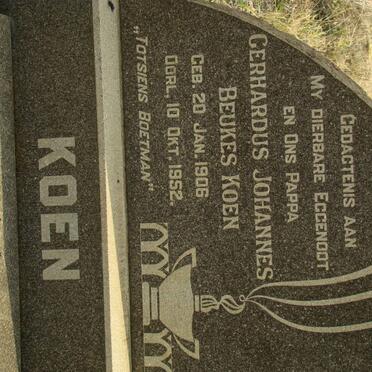 GEDAGTENIS AAN
MY DIERBARE EGGENOOT
EN ONS PAPPA
GERHARDUS JOHANNES
BEUKES KOEN
GEB: 20 JAN. 1906
OORL. 10 OKT. 1952.
"TOTSIENS BOETMAN"
KOEN